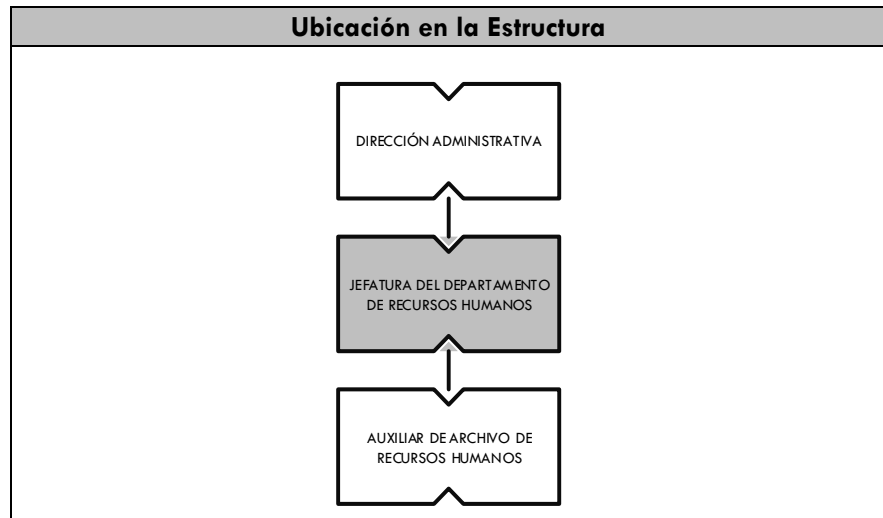 Ubicación en la Estructura
DIRECCIÓN ADMINISTRATIVA
JEFATURA DEL DEPARTAMENTO
DE RECURSOS HUMANOS
AUXILIAR DE ARCHIVO DE
RECURSOS HUMANOS